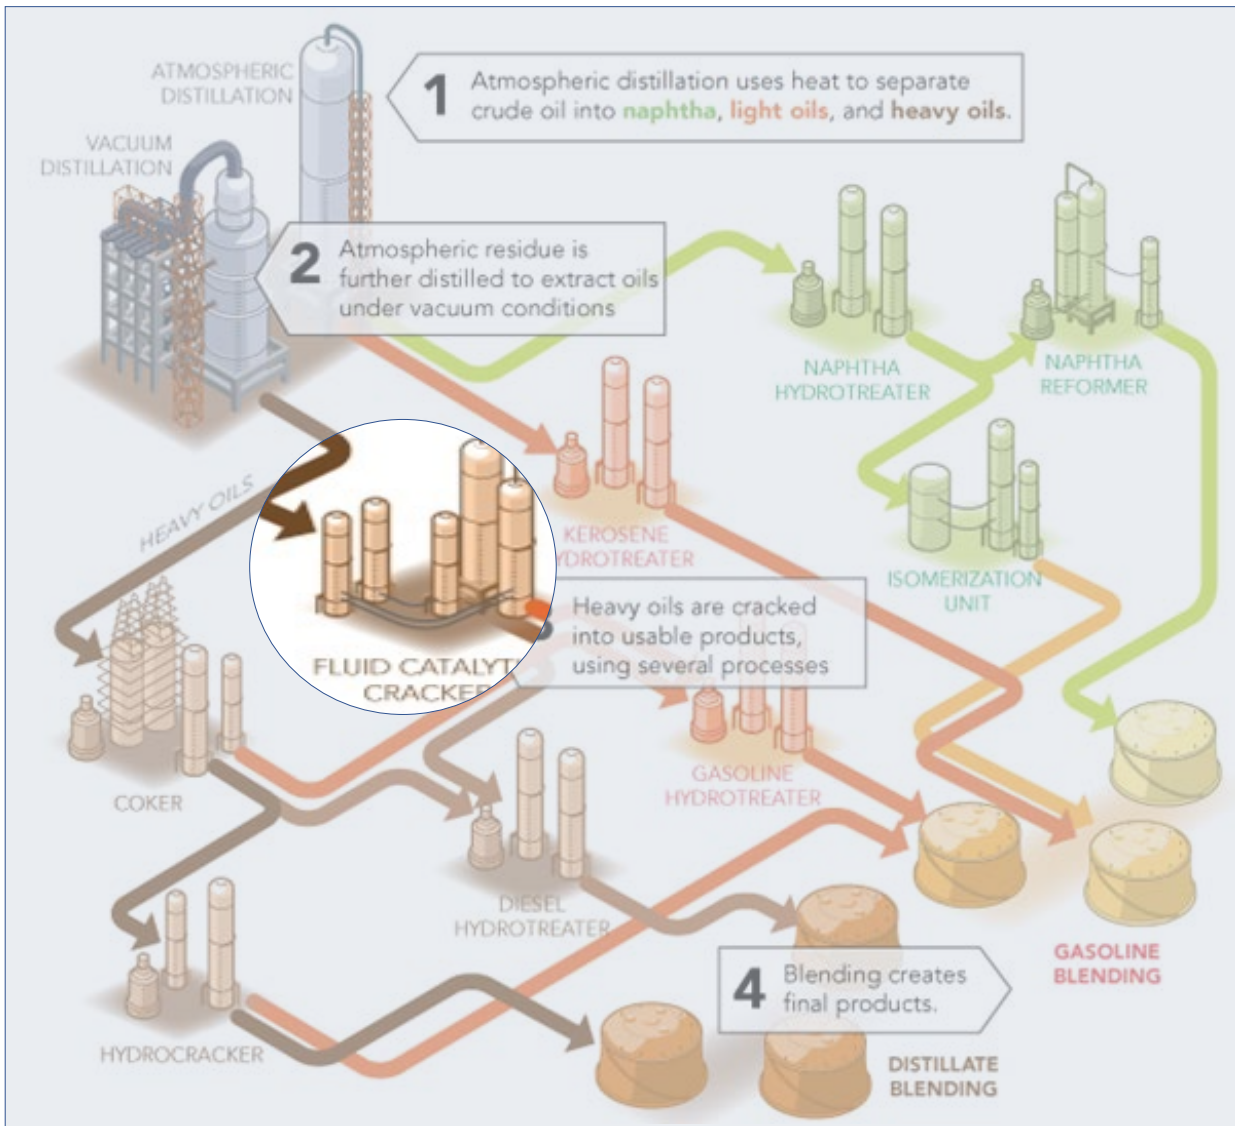 ATMOSPHERIC
DISTILLATION
1
Atmospheric distillation uses heat to separate
crude oil into naphtha, light oils, and heavy oils.
VACUUM
DISTILLATION
2
Atmospheric residue is
further distilled to extract oils
under vacuum conditions
NAPHTHA
HYDROTREATER
NAPHTHA
REFORMER
HEAVY OILS
KEROSENE
YDROTREATER
ISOMERIZATION
UNIT
Heavy oils are cracked
into usable products,
using several processes
FLUID CATALYT
CRACKER
COKER
GASOLINE
HYDROTREATER
DIESEL
HYDROTREATER
GASOLINE
BLENDING
4
Blending creates
final products.
HYDROCRACKER
DISTILLATE
BLENDING